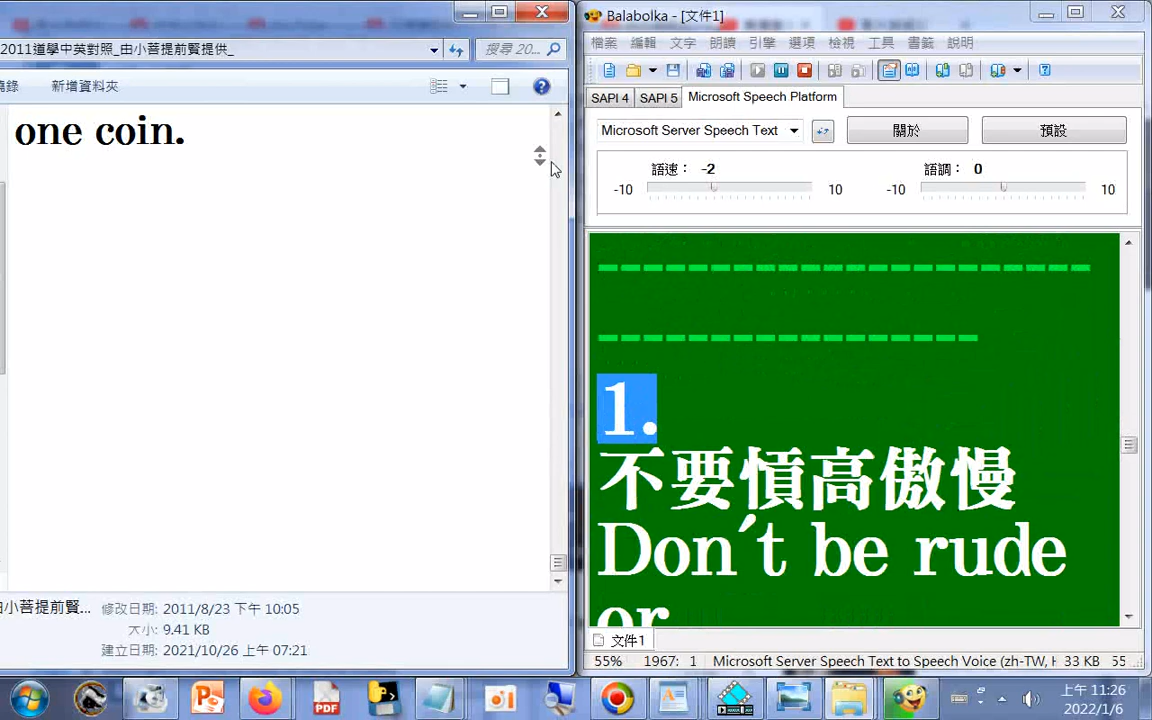 2011道學中英對照_由小菩提前賢提供_
搜尋 20...
新增資料夾
one coin.
由小菩提前賢...
修改日期: 2011/8/23 下午 10:05
大小: 9.41 KB
建立日期: 2021/10/26 上午 07:21
Balabolka - [文件1]
檔案 編輯 文字 朗讀 引擎 選項 檢視 工具 書籤 說明
SAPI 4 SAPI 5 Microsoft Speech Platform
Microsoft Server Speech Text
關於
預設
語速： -2
-10 10
語調： 0
-10 10
1.
不要慎高傲慢
Don't be rude
or
文件1
55% 1967: 1 Microsoft Server Speech Text to Speech Voice (zh-TW, H 33 KB 55
上午 11:26
2022/1/6